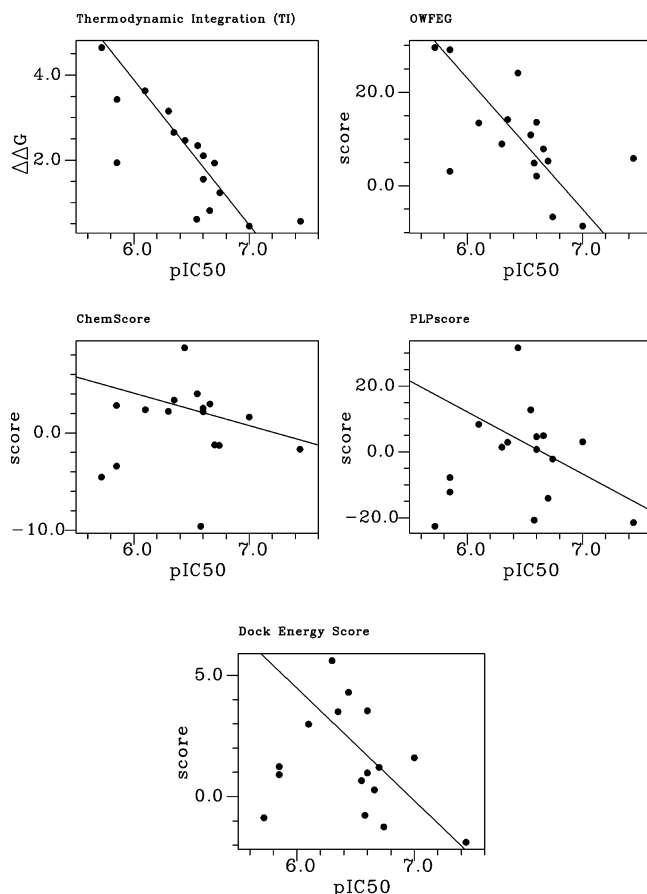 Thermodynamic Integration (TI)
ΔΔG
4.0
2.0
6.0 7.0
pIC50
OWFEG
score
20.0
0.0
6.0 7.0
pIC50
ChemScore
score
0.0
−10.0
6.0 7.0
pIC50
PLPscore
score
20.0
0.0
−20.0
6.0 7.0
pIC50
Dock Energy Score
score
5.0
0.0
6.0 7.0
pIC50